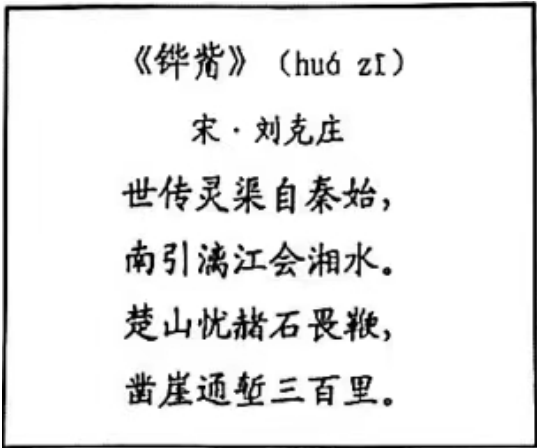 《铧觜》（huá zī）
宋·刘克庄
世传灵渠自秦始，
南引漓江会湘水。
楚山忧赭石畏鞭，
凿崖通堑三百里。